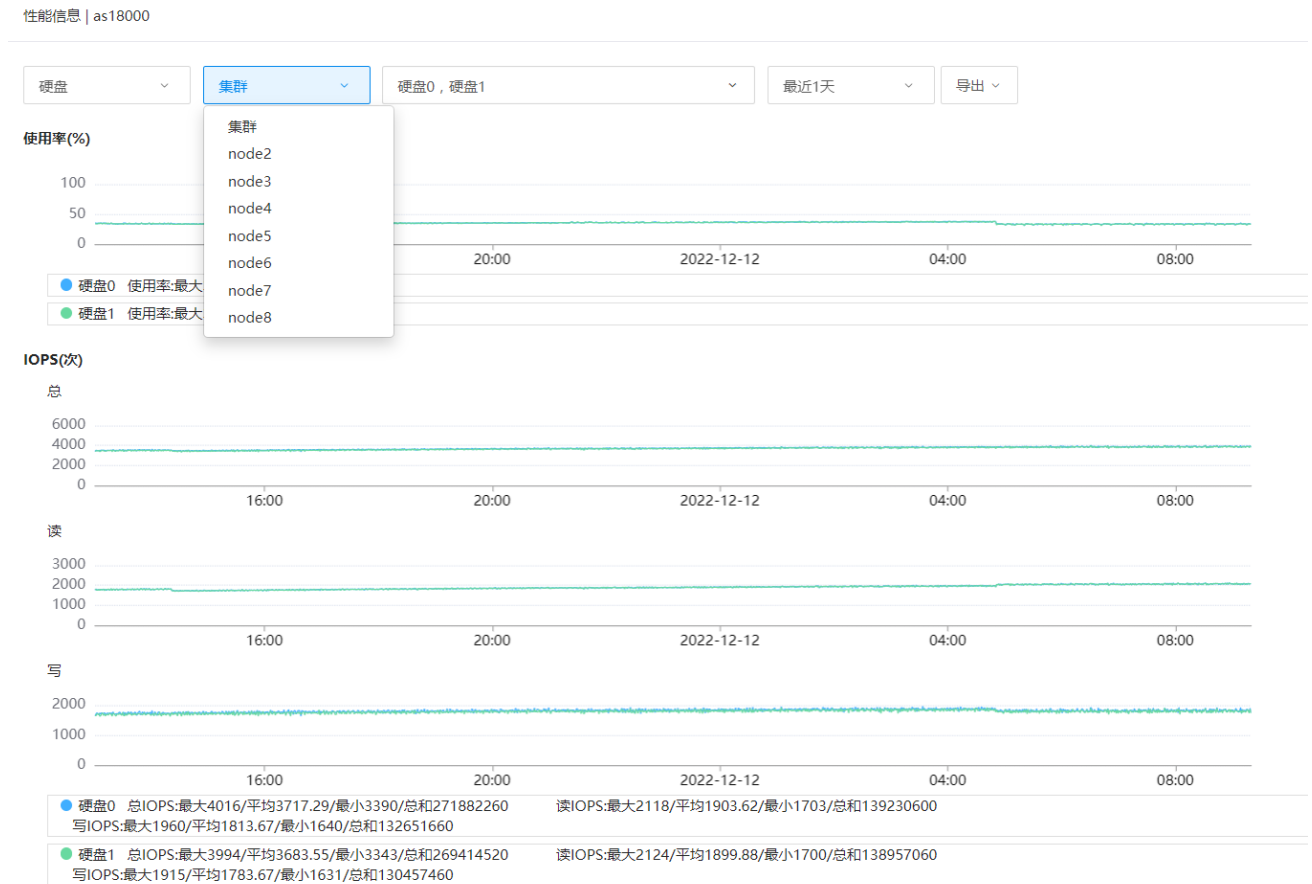 性能信息 | as18000
硬盘 集群 硬盘0，硬盘1 最近1天 导出
集群
node2
node3
node4
node5
node6
node7
node8
使用率(%)
100
50
0
20:00 2022-12-12 04:00 08:00
硬盘0 使用率:最大
硬盘1 使用率:最大
IOPS(次)
总
6000
4000
2000
0
16:00 20:00 2022-12-12 04:00 08:00
读
3000
2000
1000
0
16:00 20:00 2022-12-12 04:00 08:00
写
2000
1000
0
16:00 20:00 2022-12-12 04:00 08:00
硬盘0 总IOPS:最大4016/平均3717.29/最小3390/总和271882260 读IOPS:最大2118/平均1903.62/最小1703/总和139230600
写IOPS:最大1960/平均1813.67/最小1640/总和132651660
硬盘1 总IOPS:最大3994/平均3683.55/最小3343/总和269414520 读IOPS:最大2124/平均1899.88/最小1700/总和138957060
写IOPS:最大1915/平均1783.67/最小1631/总和130457460